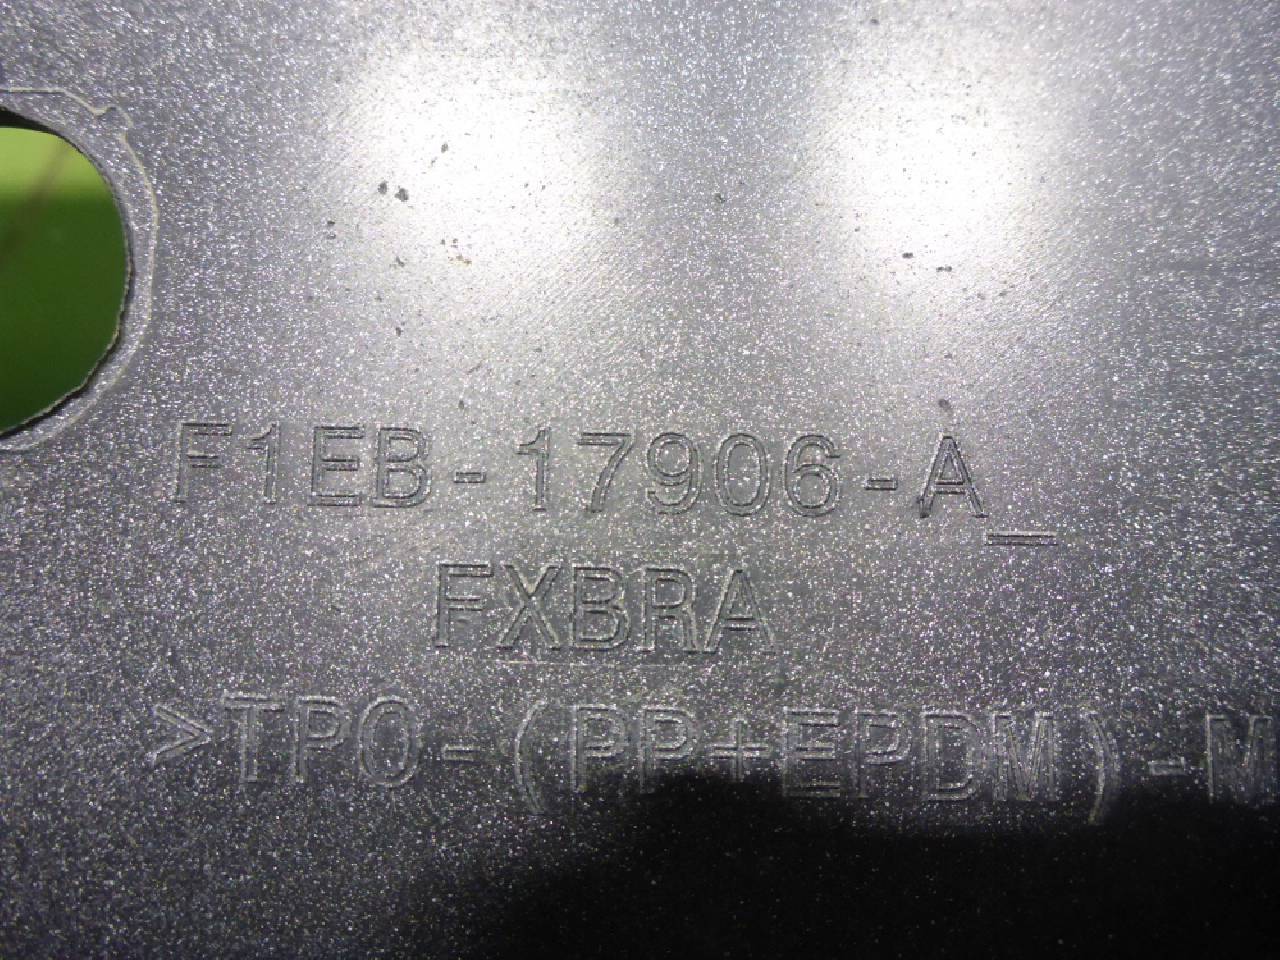 F1EB-17906-A_
FXBRA
>TPO-(PP+EPDM)-M